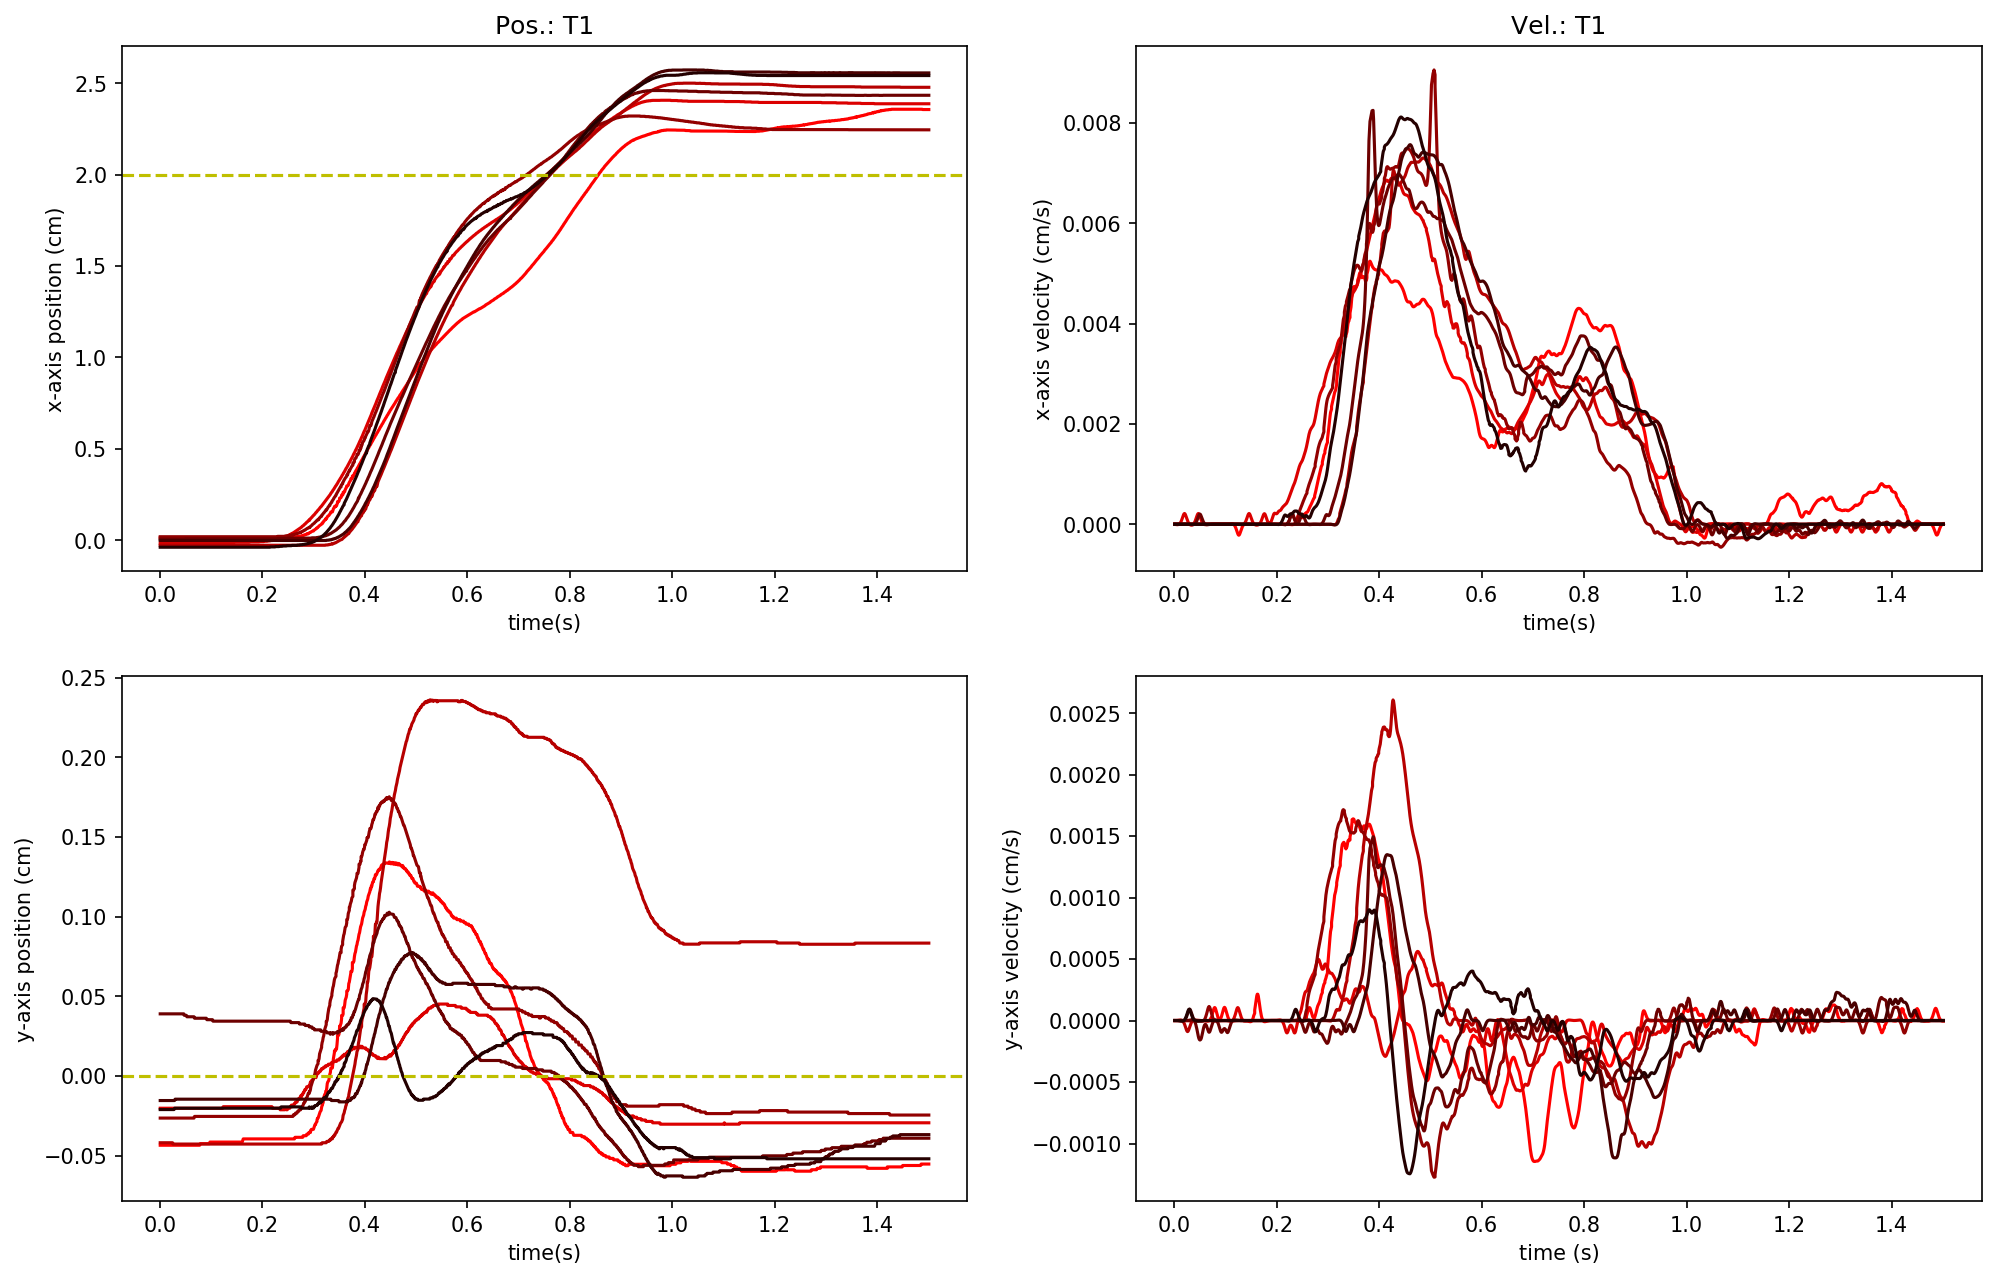 Pos.: T1
x-axis position (cm)
2.5
2.0
1.5
1.0
0.5
0.0
0.0 0.2 0.4 0.6 0.8 1.0 1.2 1.4
time(s)
Vel.: T1
x-axis velocity (cm/s)
0.008
0.006
0.004
0.002
0.000
0.0 0.2 0.4 0.6 0.8 1.0 1.2 1.4
time(s)
y-axis position (cm)
0.25
0.20
0.15
0.10
0.05
0.00
−0.05
0.0 0.2 0.4 0.6 0.8 1.0 1.2 1.4
time(s)
y-axis velocity (cm/s)
0.0025
0.0020
0.0015
0.0010
0.0005
0.0000
−0.0005
−0.0010
0.0 0.2 0.4 0.6 0.8 1.0 1.2 1.4
time (s)